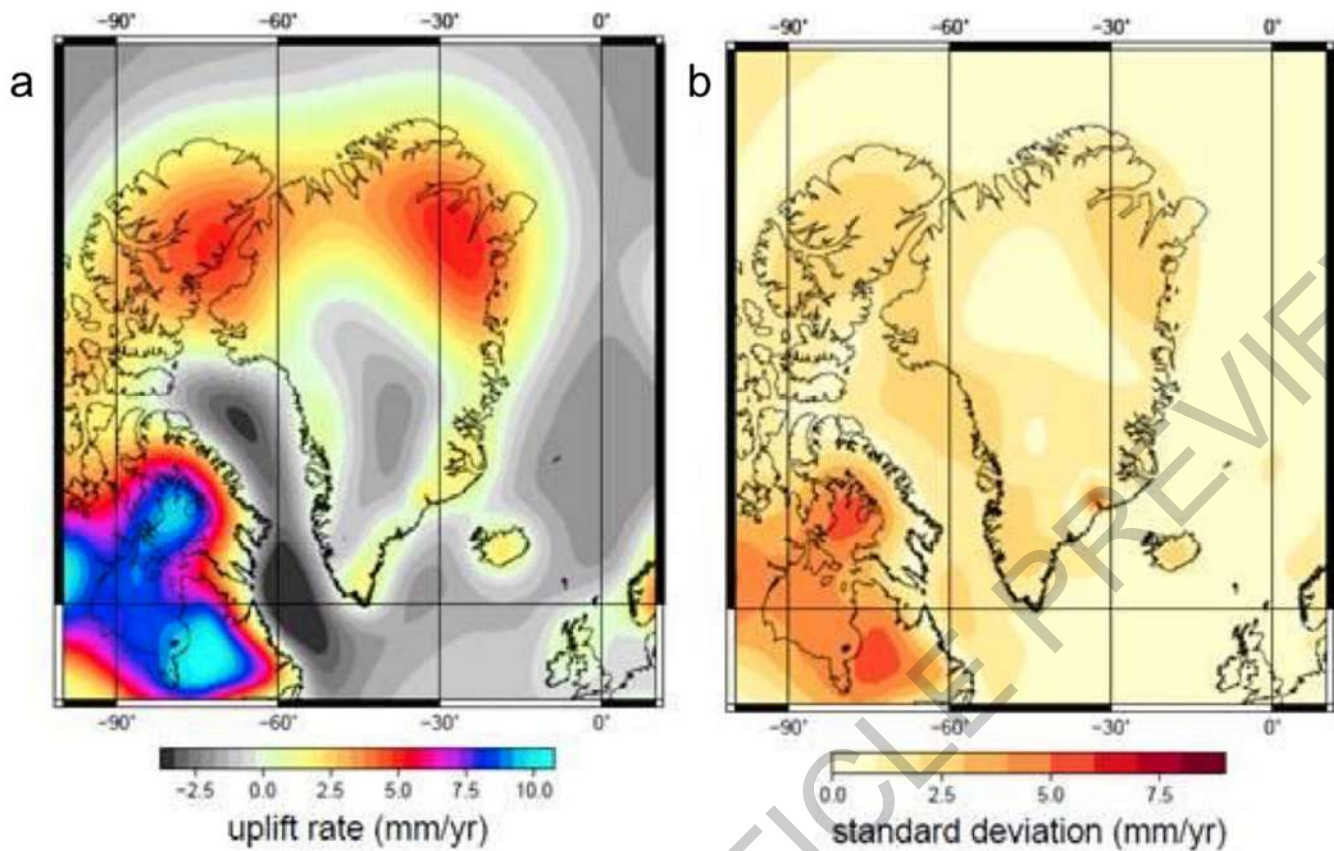 −90° −60° −30° 0° −90° −60° −30° 0°
a b
−90° −60° −30° 0° −90° −60° −30° 0°
−2.5 0.0 2.5 5.0 7.5 10.0 0.0 2.5 5.0 7.5
uplift rate (mm/yr) standard deviation (mm/yr)